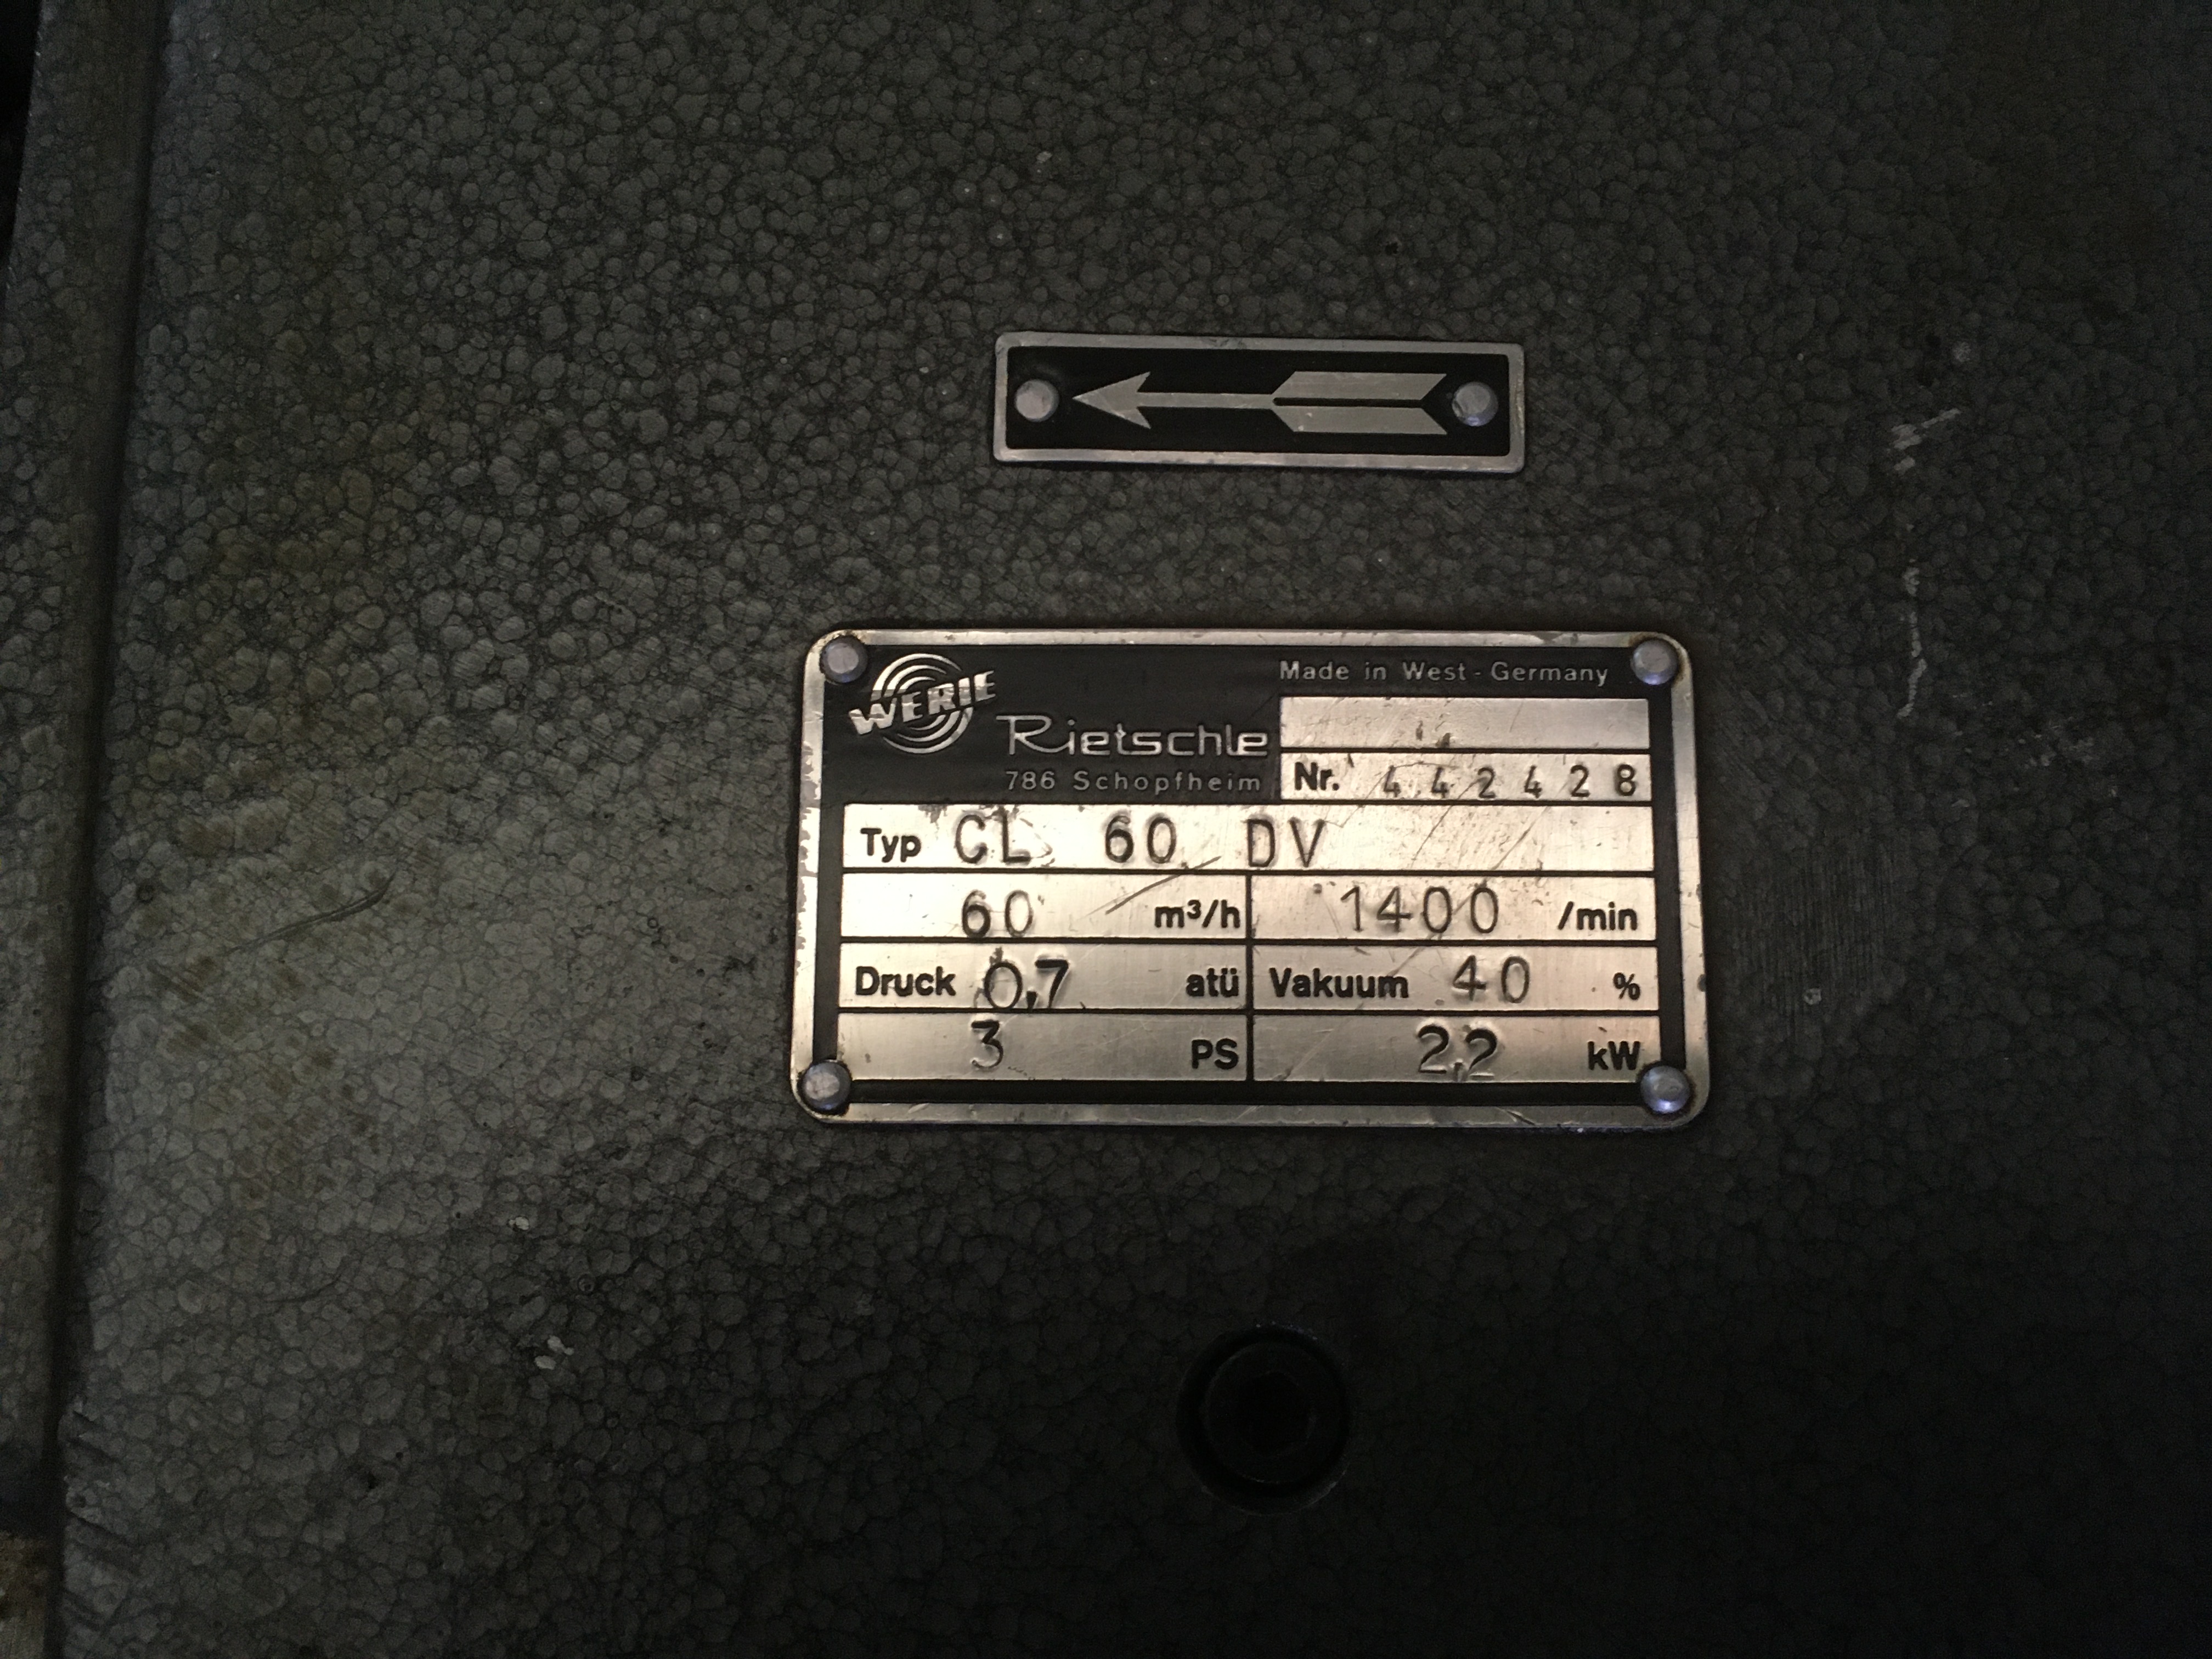 WERIE
Made in West-Germany
Rietschle
786 Schopfheim
Nr. 442428
Typ CL 60 DV
60 m³/h 1400 /min
Druck 0,7 atü Vakuum 40 %
3 PS 2,2 kW